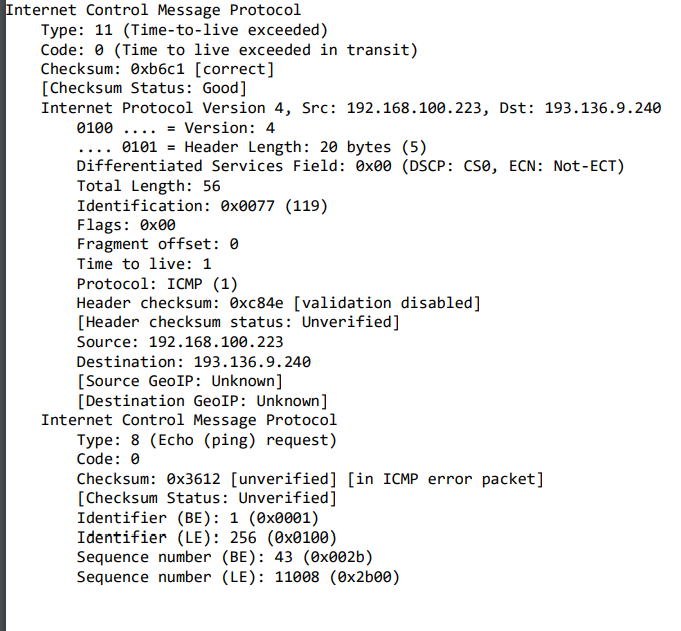 Internet Control Message Protocol
Type: 11 (Time-to-live exceeded)
Code: 0 (Time to live exceeded in transit)
Checksum: 0xb6c1 [correct]
[Checksum Status: Good]
Internet Protocol Version 4, Src: 192.168.100.223, Dst: 193.136.9.240
0100 .... = Version: 4
.... 0101 = Header Length: 20 bytes (5)
Differentiated Services Field: 0x00 (DSCP: CS0, ECN: Not-ECT)
Total Length: 56
Identification: 0x0077 (119)
Flags: 0x00
Fragment offset: 0
Time to live: 1
Protocol: ICMP (1)
Header checksum: 0xc84e [validation disabled]
[Header checksum status: Unverified]
Source: 192.168.100.223
Destination: 193.136.9.240
[Source GeoIP: Unknown]
[Destination GeoIP: Unknown]
Internet Control Message Protocol
Type: 8 (Echo (ping) request)
Code: 0
Checksum: 0x3612 [unverified] [in ICMP error packet]
[Checksum Status: Unverified]
Identifier (BE): 1 (0x0001)
Identifier (LE): 256 (0x0100)
Sequence number (BE): 43 (0x002b)
Sequence number (LE): 11008 (0x2b00)